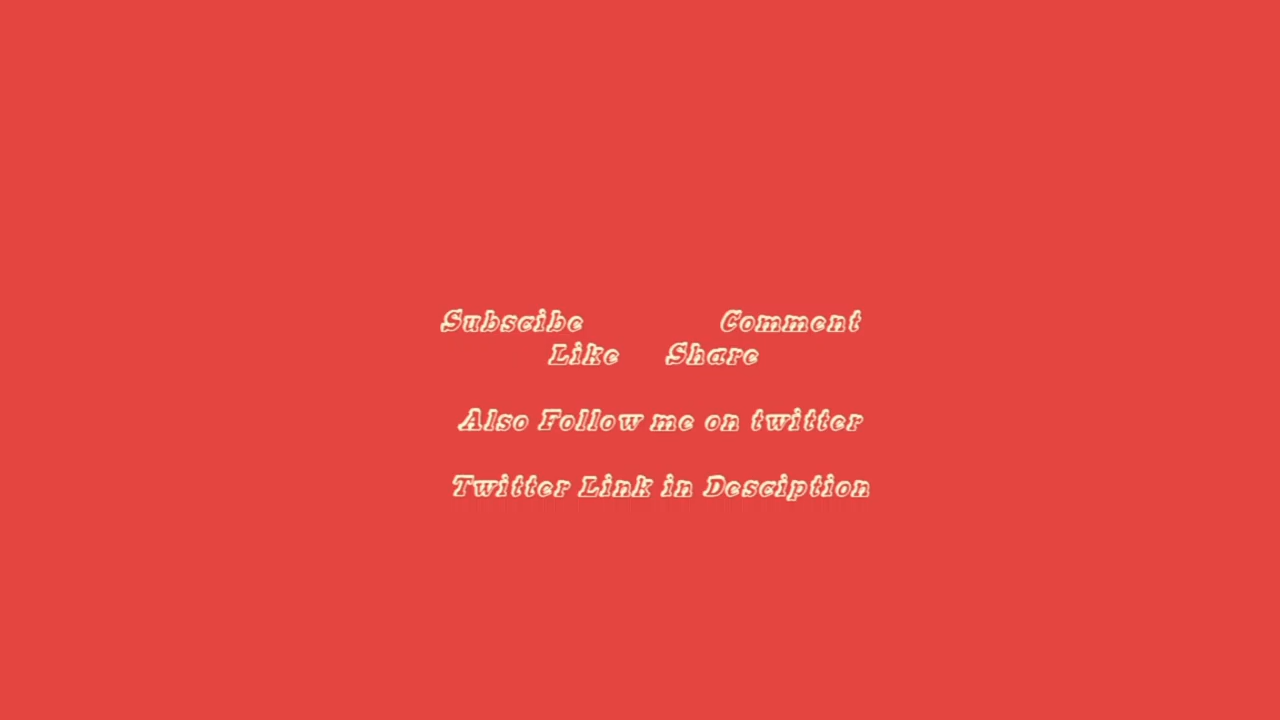 Subscibe Comment
Like Share
Also Follow me on twitter
Twitter Link in Desciption